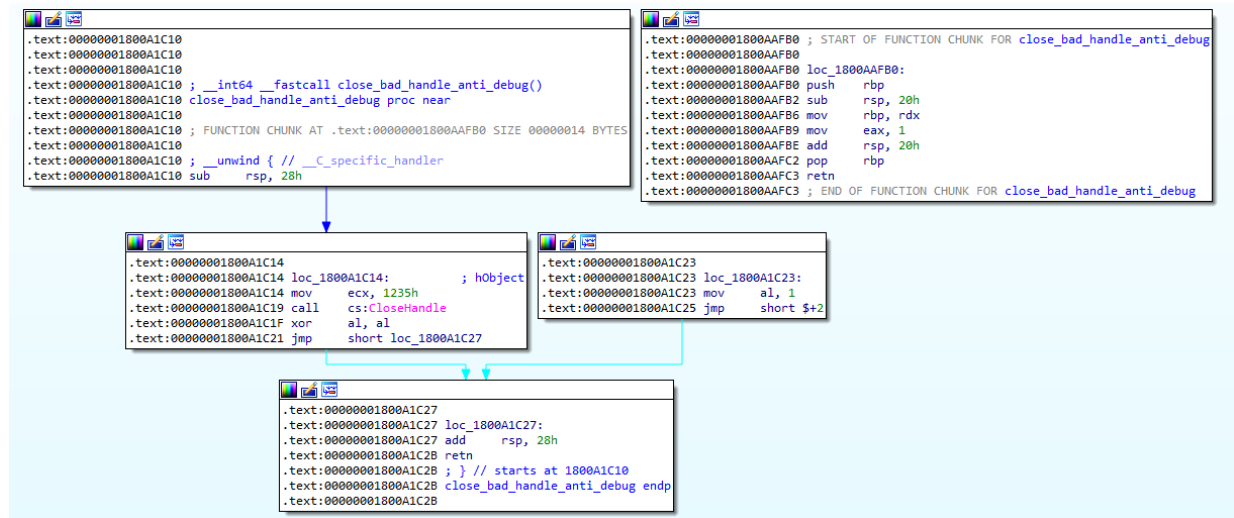 .text:00000001800A1C10
.text:00000001800A1C10
.text:00000001800A1C10
.text:00000001800A1C10 ; __int64 __fastcall close_bad_handle_anti_debug()
.text:00000001800A1C10 close_bad_handle_anti_debug proc near
.text:00000001800A1C10
.text:00000001800A1C10 ; FUNCTION CHUNK AT .text:00000001800AAFB0 SIZE 00000014 BYTES
.text:00000001800A1C10
.text:00000001800A1C10 ; __unwind { // __C_specific_handler
.text:00000001800A1C10 sub rsp, 28h
.text:00000001800AAFB0 ; START OF FUNCTION CHUNK FOR close_bad_handle_anti_debug
.text:00000001800AAFB0
.text:00000001800AAFB0 loc_1800AAFB0:
.text:00000001800AAFB0 push rbp
.text:00000001800AAFB2 sub rsp, 20h
.text:00000001800AAFB6 mov rbp, rdx
.text:00000001800AAFB9 mov eax, 1
.text:00000001800AAFBE add rsp, 20h
.text:00000001800AAFC2 pop rbp
.text:00000001800AAFC3 retn
.text:00000001800AAFC3 ; END OF FUNCTION CHUNK FOR close_bad_handle_anti_debug
.text:00000001800A1C14
.text:00000001800A1C14 loc_1800A1C14: ; hObject
.text:00000001800A1C14 mov ecx, 1235h
.text:00000001800A1C19 call cs:CloseHandle
.text:00000001800A1C1F xor al, al
.text:00000001800A1C21 jmp short loc_1800A1C27
.text:00000001800A1C23
.text:00000001800A1C23 loc_1800A1C23:
.text:00000001800A1C23 mov al, 1
.text:00000001800A1C25 jmp short $+2
.text:00000001800A1C27
.text:00000001800A1C27 loc_1800A1C27:
.text:00000001800A1C27 add rsp, 28h
.text:00000001800A1C2B retn
.text:00000001800A1C2B ; } // starts at 1800A1C10
.text:00000001800A1C2B close_bad_handle_anti_debug endp
.text:00000001800A1C2B